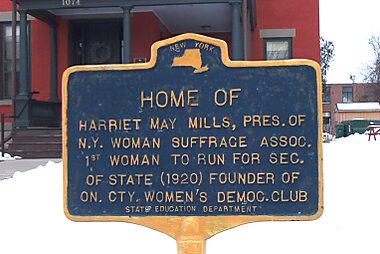 1074
NEW YORK
HOME OF
HARRIET MAY MILLS, PRES. OF
N.Y. WOMAN SUFFRAGE ASSOC.
1ST WOMAN TO RUN FOR SEC.
OF STATE (1920) FOUNDER OF
ON. CTY. WOMEN'S DEMOC. CLUB
STATE EDUCATION DEPARTMENT